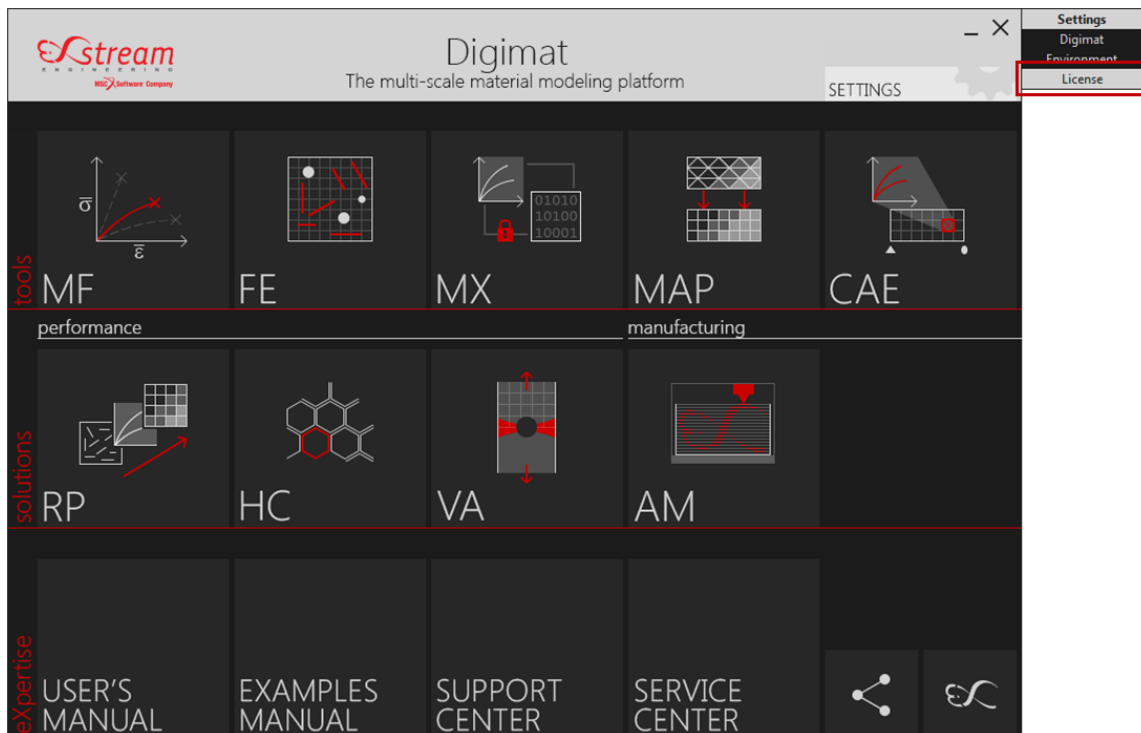 eXstream
ENGINEERING
MSC Software Company
Digimat
The multi-scale material modeling platform
SETTINGS
Settings
Digimat
Environment
License
tools
σ
ε
MF
FE
01010
10100
10001
MX
MAP
CAE
performance
manufacturing
solutions
RP
HC
VA
AM
eXpertise
USER'S
MANUAL
EXAMPLES
MANUAL
SUPPORT
CENTER
SERVICE
CENTER
eX